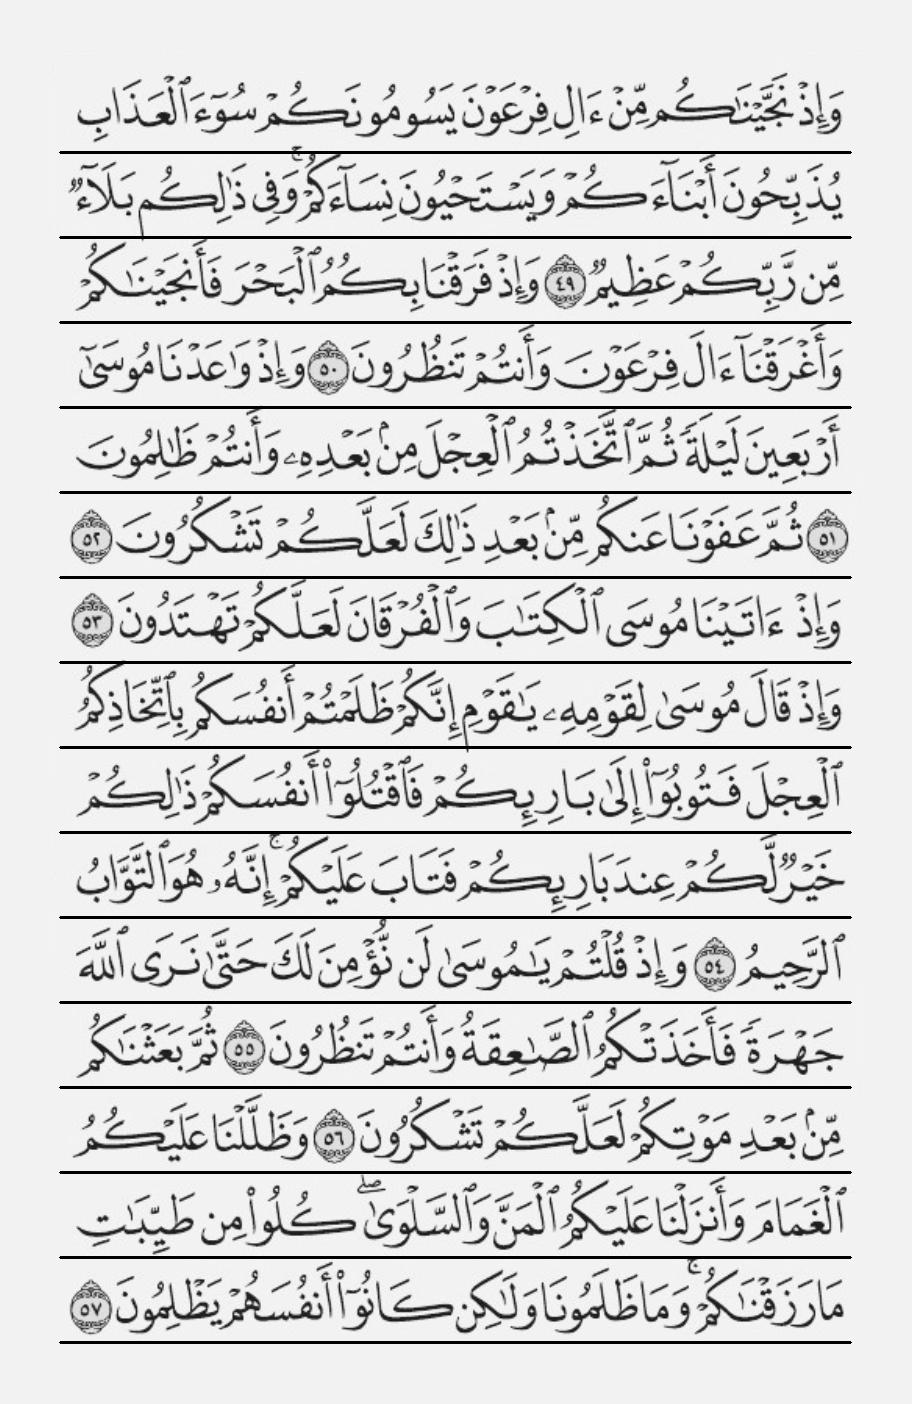 وَإِذْ نَجَّيْنَٰكُم مِّنْ ءَالِ فِرْعَوْنَ يَسُومُونَكُمْ سُوٓءَ ٱلْعَذَابِ
يُذَبِّحُونَ أَبْنَآءَكُمْ وَيَسْتَحْيُونَ نِسَآءَكُمْ ۚ وَفِى ذَٰلِكُم بَلَآءٌ
مِّن رَّبِّكُمْ عَظِيمٌ ٤٩ وَإِذْ فَرَقْنَا بِكُمُ ٱلْبَحْرَ فَأَنجَيْنَٰكُمْ
وَأَغْرَقْنَآ ءَالَ فِرْعَوْنَ وَأَنتُمْ تَنظُرُونَ ٥٠ وَإِذْ وَٰعَدْنَا مُوسَىٰٓ
أَرْبَعِينَ لَيْلَةً ثُمَّ ٱتَّخَذْتُمُ ٱلْعِجْلَ مِنۢ بَعْدِهِۦ وَأَنتُمْ ظَٰلِمُونَ
٥١ ثُمَّ عَفَوْنَا عَنكُم مِّنۢ بَعْدِ ذَٰلِكَ لَعَلَّكُمْ تَشْكُرُونَ ٥٢
وَإِذْ ءَاتَيْنَا مُوسَى ٱلْكِتَٰبَ وَٱلْفُرْقَانَ لَعَلَّكُمْ تَهْتَدُونَ ٥٣
وَإِذْ قَالَ مُوسَىٰ لِقَوْمِهِۦ يَٰقَوْمِ إِنَّكُمْ ظَلَمْتُمْ أَنفُسَكُم بِٱتِّخَاذِكُمُ
ٱلْعِجْلَ فَتُوبُوٓا۟ إِلَىٰ بَارِئِكُمْ فَٱقْتُلُوٓا۟ أَنفُسَكُمْ ذَٰلِكُمْ
خَيْرٌ لَّكُمْ عِندَ بَارِئِكُمْ فَتَابَ عَلَيْكُمْ ۚ إِنَّهُۥ هُوَ ٱلتَّوَّابُ
ٱلرَّحِيمُ ٥٤ وَإِذْ قُلْتُمْ يَٰمُوسَىٰ لَن نُّؤْمِنَ لَكَ حَتَّىٰ نَرَى ٱللَّهَ
جَهْرَةً فَأَخَذَتْكُمُ ٱلصَّٰعِقَةُ وَأَنتُمْ تَنظُرُونَ ٥٥ ثُمَّ بَعَثْنَٰكُم
مِّنۢ بَعْدِ مَوْتِكُمْ لَعَلَّكُمْ تَشْكُرُونَ ٥٦ وَظَلَّلْنَا عَلَيْكُمُ
ٱلْغَمَامَ وَأَنزَلْنَا عَلَيْكُمُ ٱلْمَنَّ وَٱلسَّلْوَىٰ ۖ كُلُوا۟ مِن طَيِّبَٰتِ
مَا رَزَقْنَٰكُمْ ۚ وَمَا ظَلَمُونَا وَلَٰكِن كَانُوٓا۟ أَنفُسَهُمْ يَظْلِمُونَ ٥٧